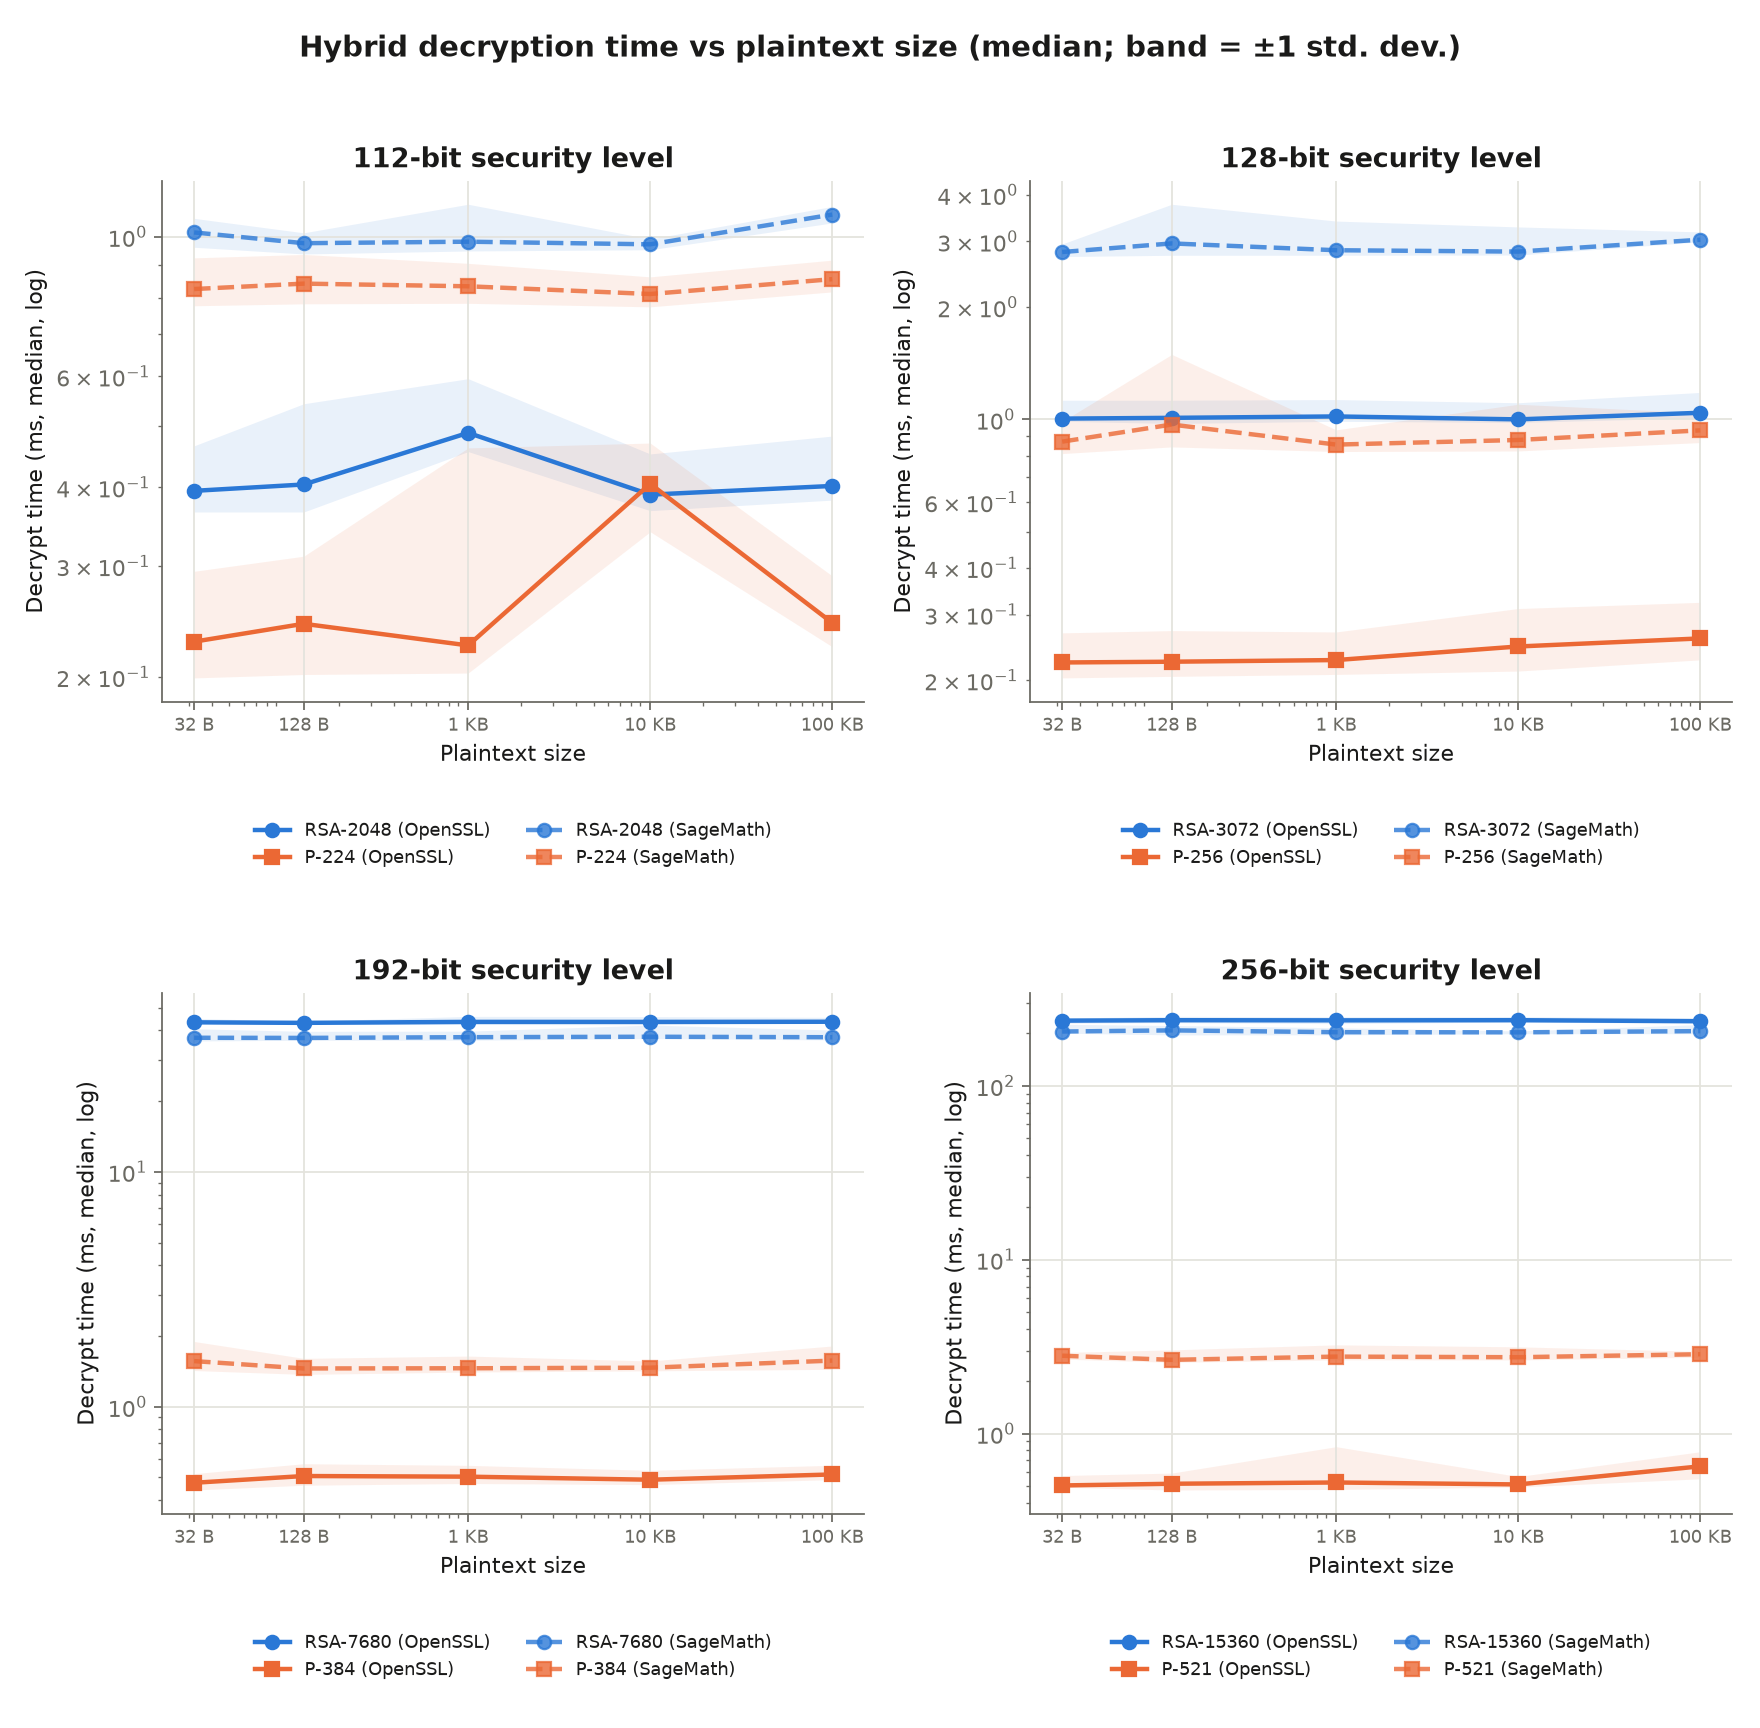 Hybrid decryption time vs plaintext size (median; band = ±1 std. dev.)
112-bit security level
Decrypt time (ms, median, log)
10⁰
6 × 10⁻¹
4 × 10⁻¹
3 × 10⁻¹
2 × 10⁻¹
32 B 128 B 1 KB 10 KB 100 KB
Plaintext size
RSA-2048 (OpenSSL) RSA-2048 (SageMath)
P-224 (OpenSSL) P-224 (SageMath)
128-bit security level
Decrypt time (ms, median, log)
4 × 10⁰
3 × 10⁰
2 × 10⁰
10⁰
6 × 10⁻¹
4 × 10⁻¹
3 × 10⁻¹
2 × 10⁻¹
32 B 128 B 1 KB 10 KB 100 KB
Plaintext size
RSA-3072 (OpenSSL) RSA-3072 (SageMath)
P-256 (OpenSSL) P-256 (SageMath)
192-bit security level
Decrypt time (ms, median, log)
10¹
10⁰
32 B 128 B 1 KB 10 KB 100 KB
Plaintext size
RSA-7680 (OpenSSL) RSA-7680 (SageMath)
P-384 (OpenSSL) P-384 (SageMath)
256-bit security level
Decrypt time (ms, median, log)
10²
10¹
10⁰
32 B 128 B 1 KB 10 KB 100 KB
Plaintext size
RSA-15360 (OpenSSL) RSA-15360 (SageMath)
P-521 (OpenSSL) P-521 (SageMath)